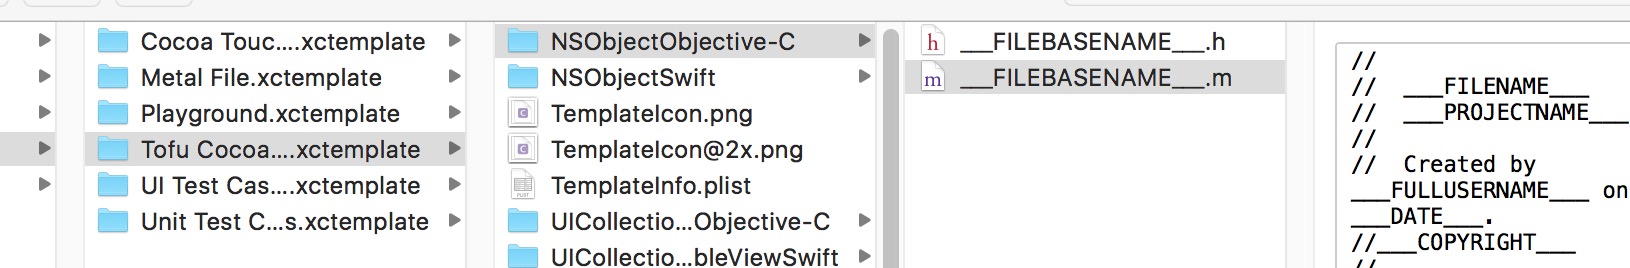 Cocoa Touc....xctemplate
Metal File.xctemplate
Playground.xctemplate
Tofu Cocoa....xctemplate
UI Test Cas....xctemplate
Unit Test C...s.xctemplate
NSObjectObjective-C
NSObjectSwift
TemplateIcon.png
TemplateIcon@2x.png
TemplateInfo.plist
UICollectio...Objective-C
UICollectio...bleViewSwift
h ___FILEBASENAME___.h
m ___FILEBASENAME___.m
//
// ___FILENAME___
// ___PROJECTNAME___
//
// Created by
___FULLUSERNAME___ on
___DATE___.
//___COPYRIGHT___
//